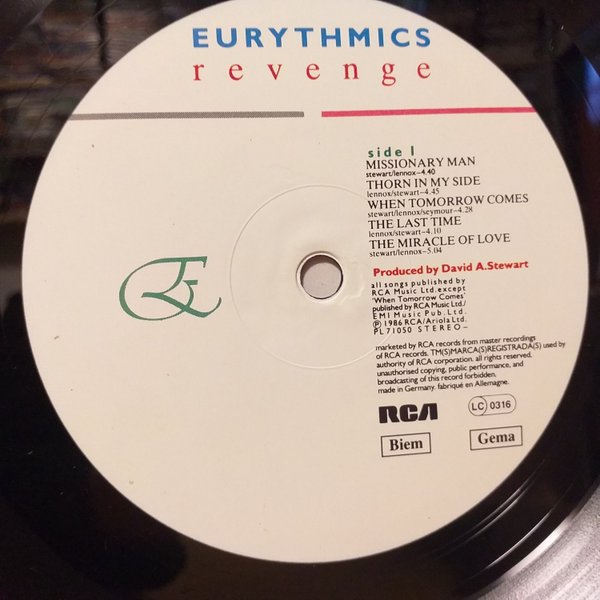 EURYTHMICS
revenge
side 1
MISSIONARY MAN
stewart/lennox–4.40
THORN IN MY SIDE
lennox/stewart–4.45
WHEN TOMORROW COMES
stewart/lennox/seymour–4.28
THE LAST TIME
lennox/stewart–4.10
THE MIRACLE OF LOVE
stewart/lennox–5.04
Produced by David A.Stewart
all songs published by
RCA Music Ltd.except
'When Tomorrow Comes'
published by RCA Music Ltd./
EMI Music Pub. Ltd.
℗ 1986 RCA/Ariola Ltd.
PL71050 STEREO–
marketed by RCA records from master recordings
of RCA records. TM(S)MARCA(S)REGISTRADA(S) used by
authority of RCA corporation. all rights reserved.
unauthorised copying, public performance, and
broadcasting of this record forbidden.
made in Germany. fabriqué en Allemagne.
RCA
LC 0316
Biem
Gema